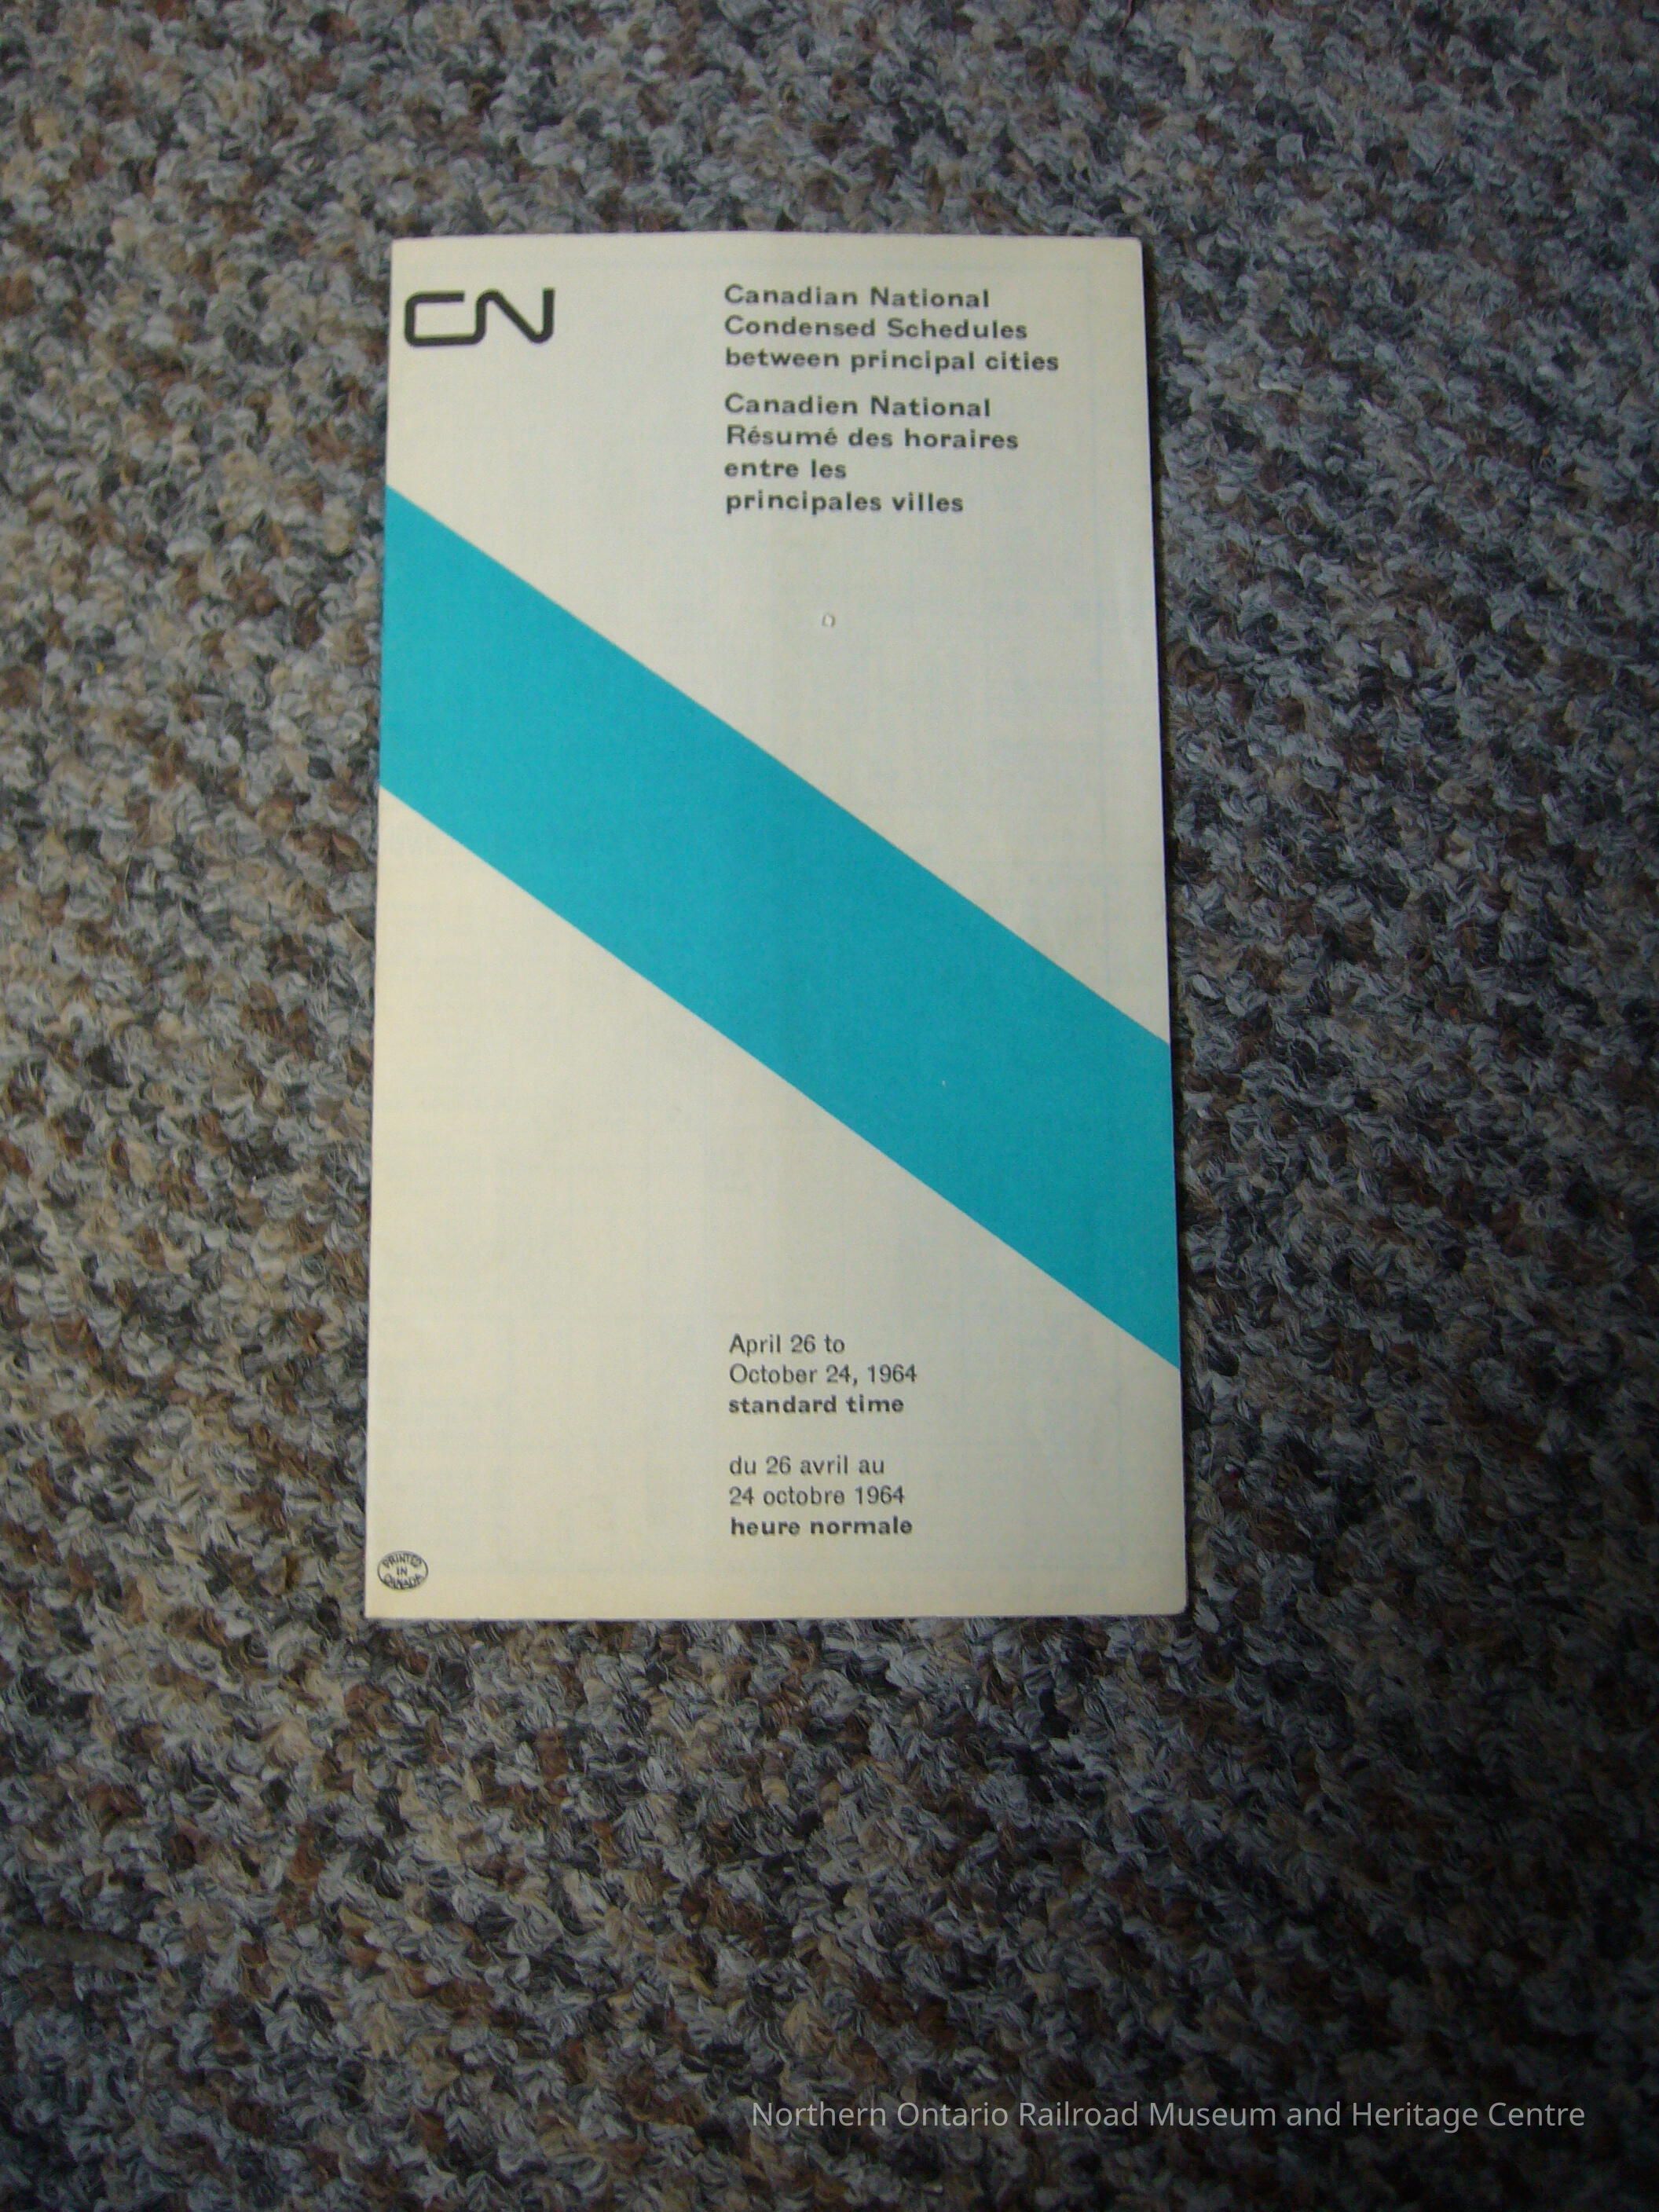 CN
Canadian National
Condensed Schedules
between principal cities
Canadien National
Résumé des horaires
entre les
principales villes
April 26 to
October 24, 1964
standard time
du 26 avril au
24 octobre 1964
heure normale
PRINTED
IN
CANADA
Northern Ontario Railroad Museum and Heritage Centre